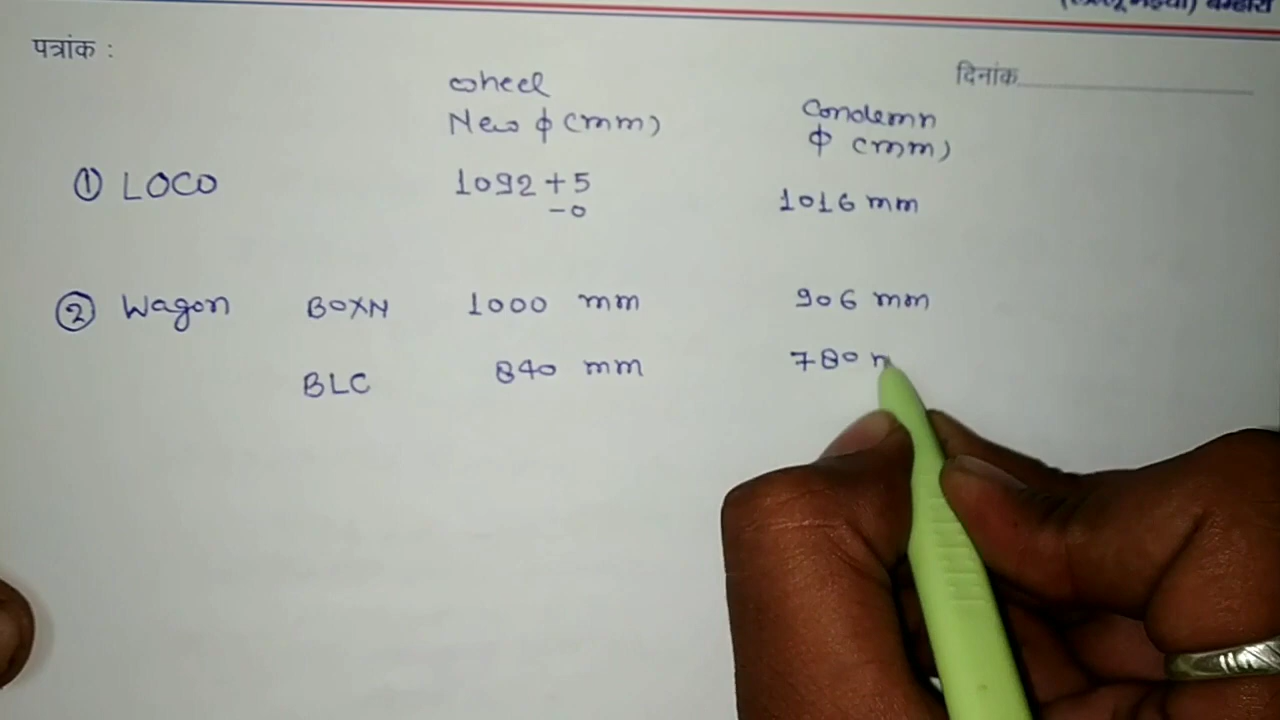 पत्रांक :
दिनांक
wheel
New ф (mm)
Condemn
ф (mm)
① LOCO 1092 +5
-0
1016 mm
② Wagon BOXN 1000 mm 906 mm
BLC 840 mm 780 m